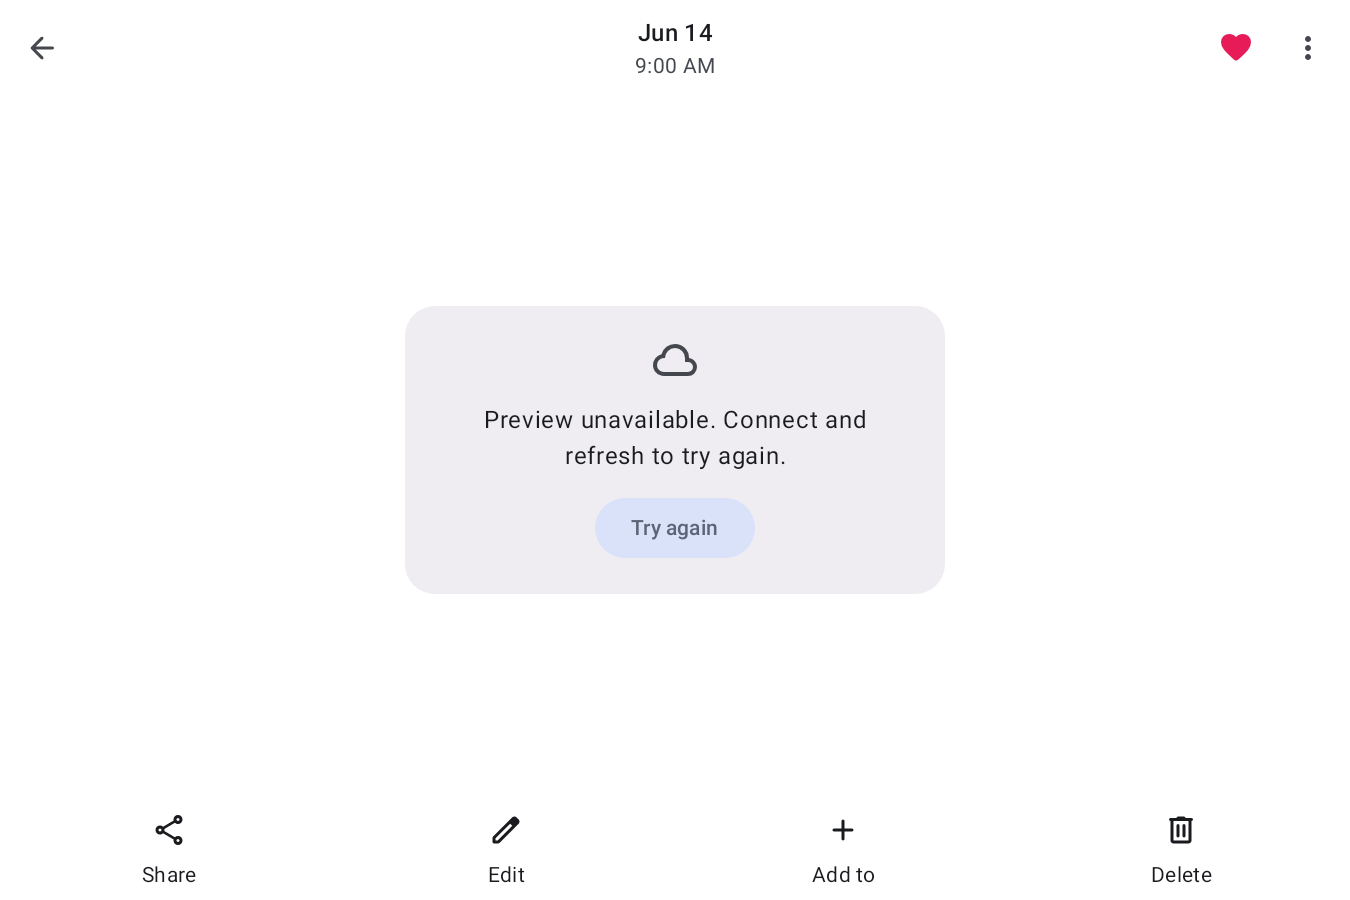 Jun 14
9:00 AM
Preview unavailable. Connect and
refresh to try again.
Try again
Share
Edit
Add to
Delete